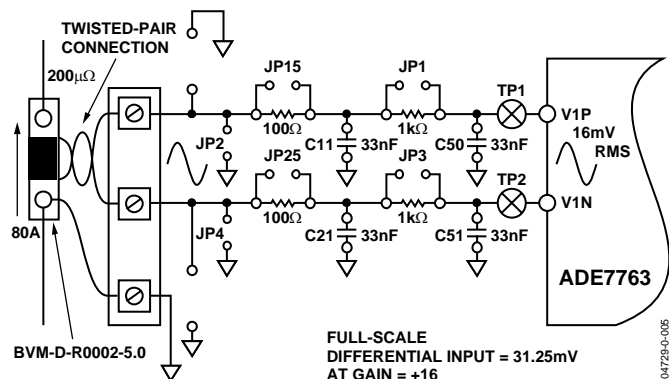 TWISTED-PAIR
CONNECTION
200μΩ
JP15
JP1
TP1
V1P
100Ω
C11
33nF
1kΩ
C50
33nF
16mV
RMS
JP2
JP25
JP3
TP2
V1N
100Ω
C21
33nF
1kΩ
C51
33nF
80A
JP4
ADE7763
BVM-D-R0002-5.0
FULL-SCALE
DIFFERENTIAL INPUT = 31.25mV
AT GAIN = +16
04729-0-005